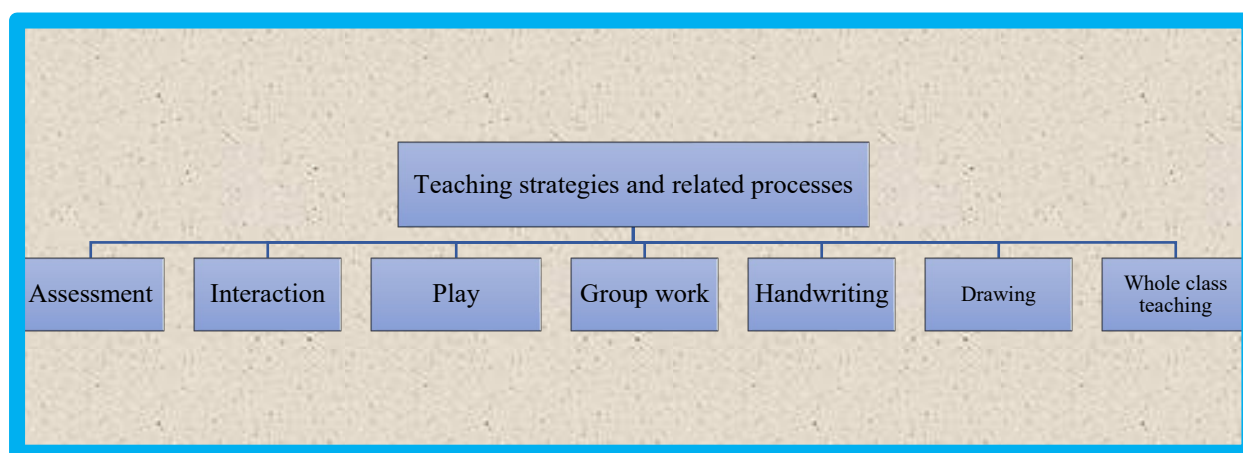 Teaching strategies and related processes
Assessment
Interaction
Play
Group work
Handwriting
Drawing
Whole class
teaching